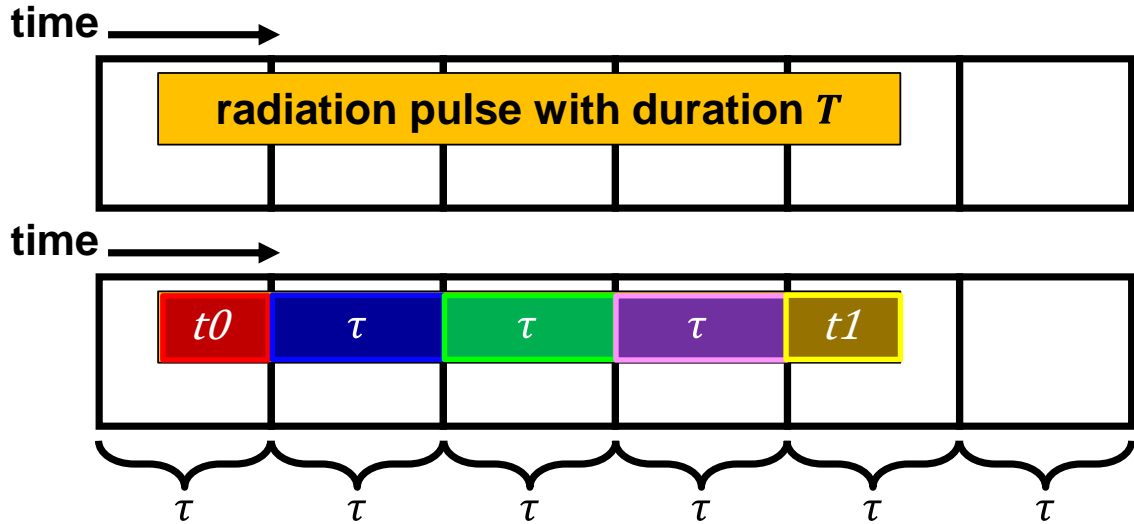 time
radiation pulse with duration T
time
t0 τ τ τ t1
τ τ τ τ τ τ